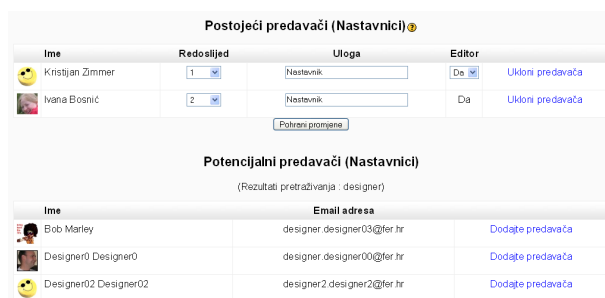 Postojeći predavači (Nastavnici)
Ime Redoslijed Uloga Editor
Kristijan Zimmer 1 Nastavnik Da Ukloni predavača
Ivana Bosnić 2 Nastavnik Da Ukloni predavača
Pohrani promjene
Potencijalni predavači (Nastavnici)
(Rezultati pretraživanja : designer)
Ime Email adresa
Bob Marley designer.designer03@fer.hr Dodajte predavača
Designer0 Designer0 designer.designer00@fer.hr Dodajte predavača
Designer02 Designer02 designer2.designer2@fer.hr Dodajte predavača